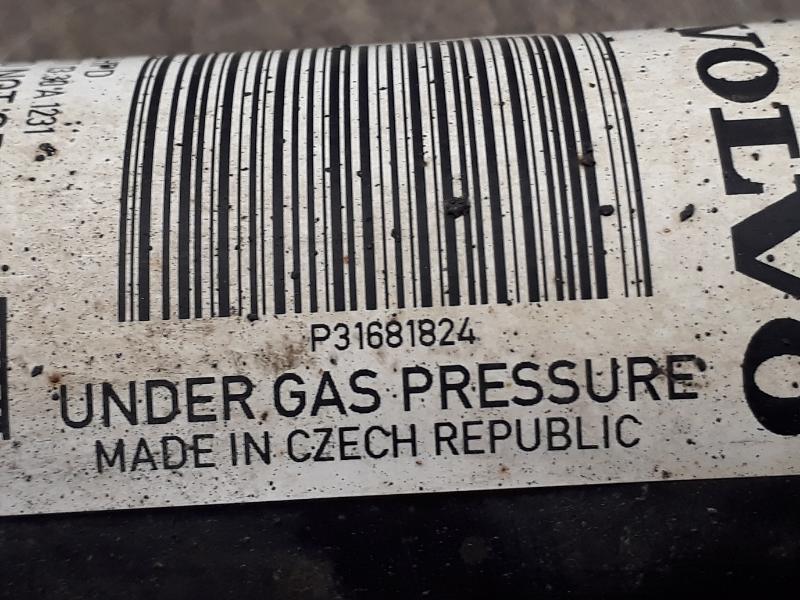 P31681824
UNDER GAS PRESSURE
MADE IN CZECH REPUBLIC
VOLVO